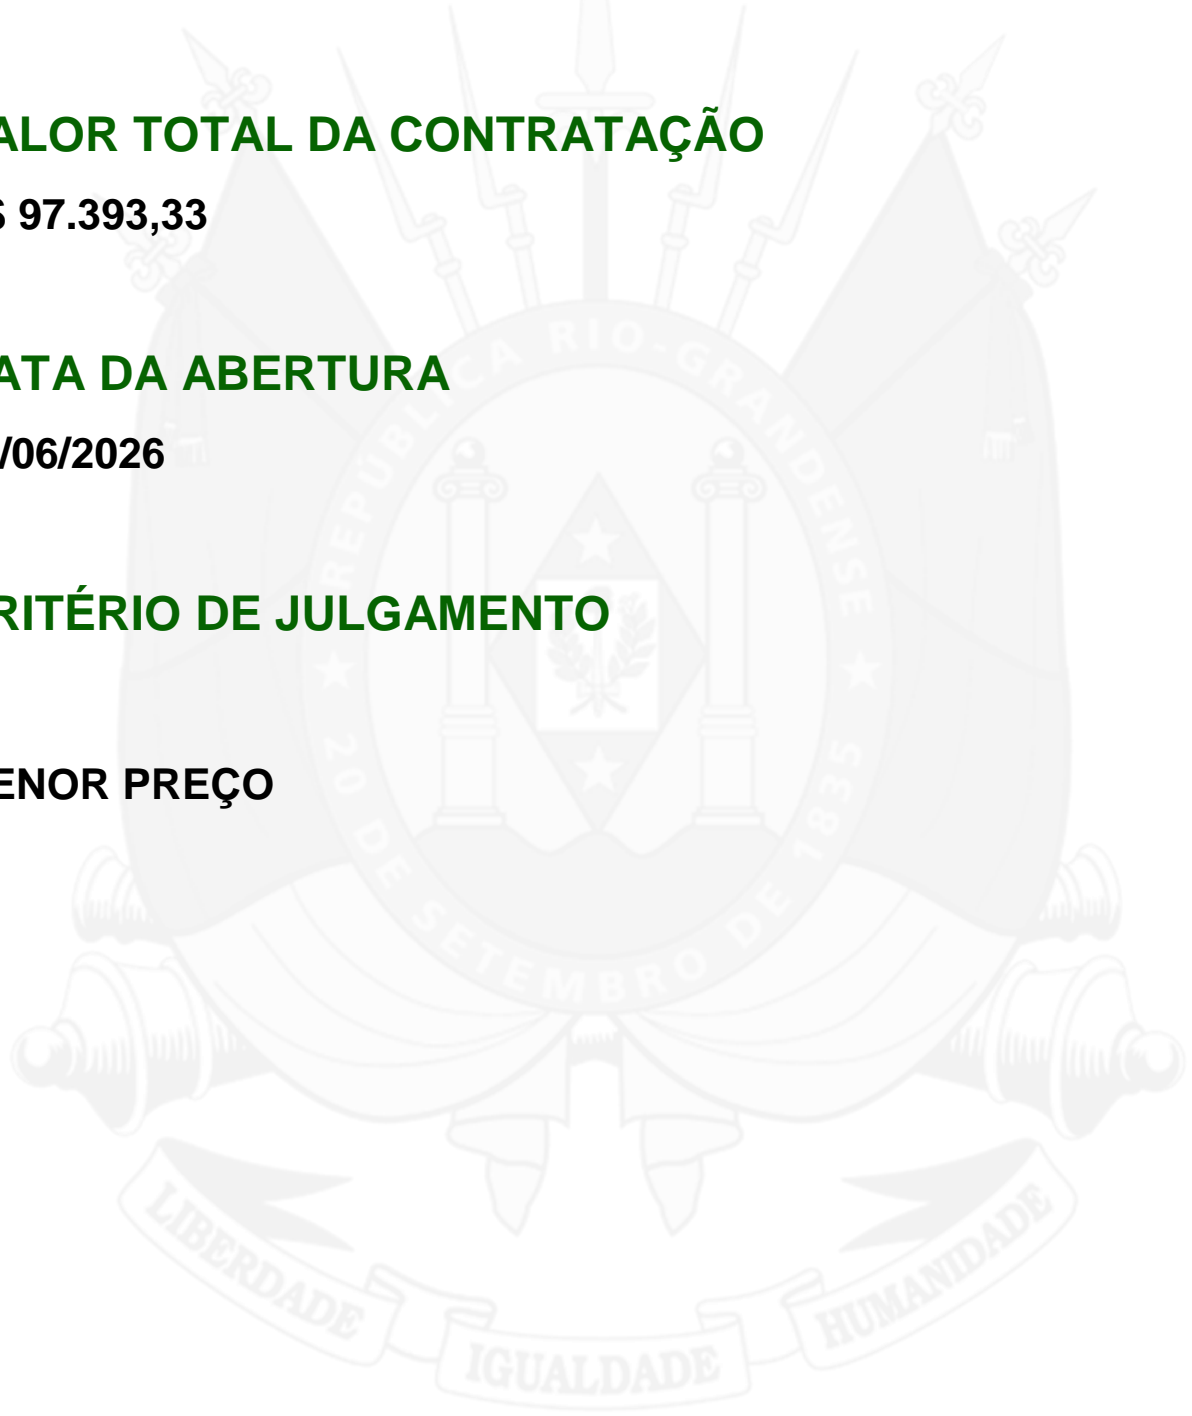 ALOR TOTAL DA CONTRATAÇÃO
$ 97.393,33
ATA DA ABERTURA
/06/2026
RITÉRIO DE JULGAMENTO
ENOR PREÇO
REPÚBLICA RIO-GRANDENSE
20 DE SETEMBRO DE 1835
LIBERDADE IGUALDADE HUMANIDADE